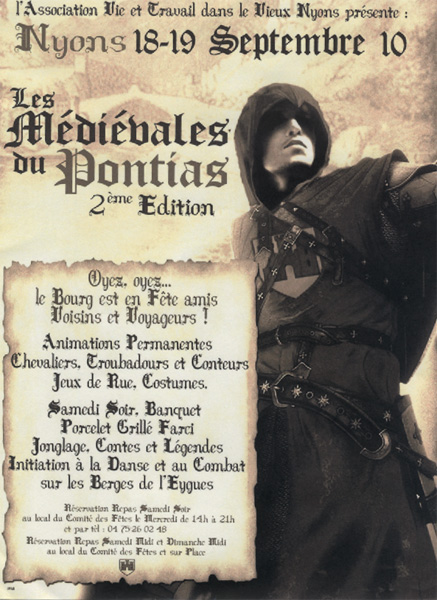 l'Association Vie et Travail dans le Vieux Nyons présente :
Nyons 18-19 Septembre 10
Les
Médiévales
du Pontias
2ème Edition
Oyez, oyez...
le Bourg est en Fête amis
Voisins et Voyageurs !
Animations Permanentes
Chevaliers, Troubadours et Conteurs
Jeux de Rue, Costumes.
Samedi Soir, Banquet
Porcelet Grillé Farci
Jonglage, Contes et Légendes
Initiation à la Danse et au Combat
sur les Berges de l'Eygues
Réservation Repas Samedi Soir
au local du Comité des Fêtes le Mercredi de 14h à 21h
et par tél : 04 75 26 02 48
Réservation Repas Samedi Midi et Dimanche Midi
au local du Comité des Fêtes et sur Place